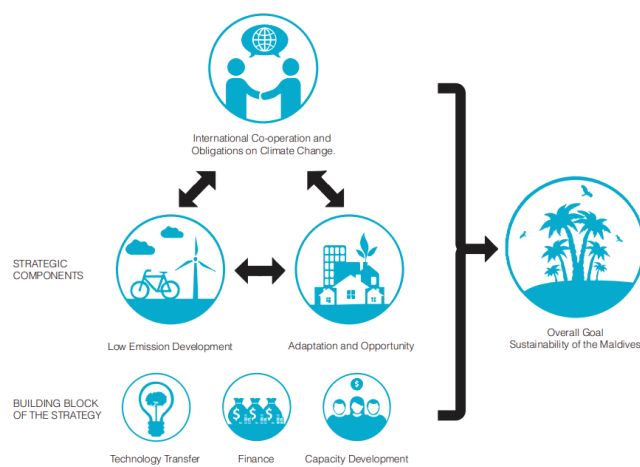 International Co-operation and
Obligations on Climate Change.
STRATEGIC
COMPONENTS
Low Emission Development
Adaptation and Opportunity
Overall Goal
Sustainability of the Maldives
BUILDING BLOCK
OF THE STRATEGY
$
$
$
$
Technology Transfer
Finance
Capacity Development